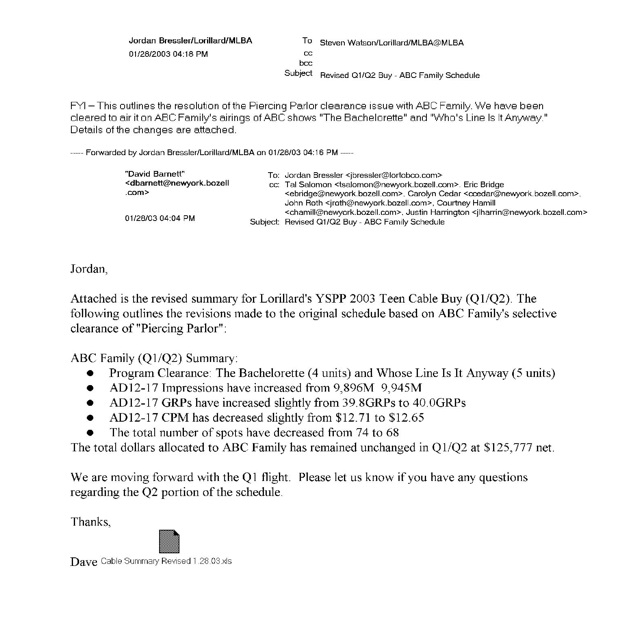 Jordan Bressler/Lorillard/MLBA
01/28/2003 04:18 PM
To Steven Watson/Lorillard/MLBA@MLBA
cc
bcc
Subject Revised Q1/Q2 Buy - ABC Family Schedule
FYI – This outlines the resolution of the Piercing Parlor clearance issue with ABC Family. We have been
cleared to air it on ABC Family's airings of ABC shows "The Bachelorette" and "Who's Line Is It Anyway."
Details of the changes are attached.
----- Forwarded by Jordan Bressler/Lorillard/MLBA on 01/28/03 04:16 PM -----
"David Barnett"
<dbarnett@newyork.bozell
.com>
01/28/03 04:04 PM
To: Jordan Bressler <jbressler@lortobco.com>
cc: Tal Salomon <tsalomon@newyork.bozell.com>, Eric Bridge
<ebridge@newyork.bozell.com>, Carolyn Cedar <ccedar@newyork.bozell.com>,
John Roth <jroth@newyork.bozell.com>, Courtney Hamill
<chamill@newyork.bozell.com>, Justin Harrington <jharrin@newyork.bozell.com>
Subject: Revised Q1/Q2 Buy - ABC Family Schedule
Jordan,
Attached is the revised summary for Lorillard's YSPP 2003 Teen Cable Buy (Q1/Q2). The
following outlines the revisions made to the original schedule based on ABC Family's selective
clearance of "Piercing Parlor":
ABC Family (Q1/Q2) Summary:
● Program Clearance: The Bachelorette (4 units) and Whose Line Is It Anyway (5 units)
● AD12-17 Impressions have increased from 9,896M 9,945M
● AD12-17 GRPs have increased slightly from 39.8GRPs to 40.0GRPs
● AD12-17 CPM has decreased slightly from $12.71 to $12.65
● The total number of spots have decreased from 74 to 68
The total dollars allocated to ABC Family has remained unchanged in Q1/Q2 at $125,777 net.
We are moving forward with the Q1 flight. Please let us know if you have any questions
regarding the Q2 portion of the schedule.
Thanks,
Dave Cable Summary Revised 1.28.03.xls